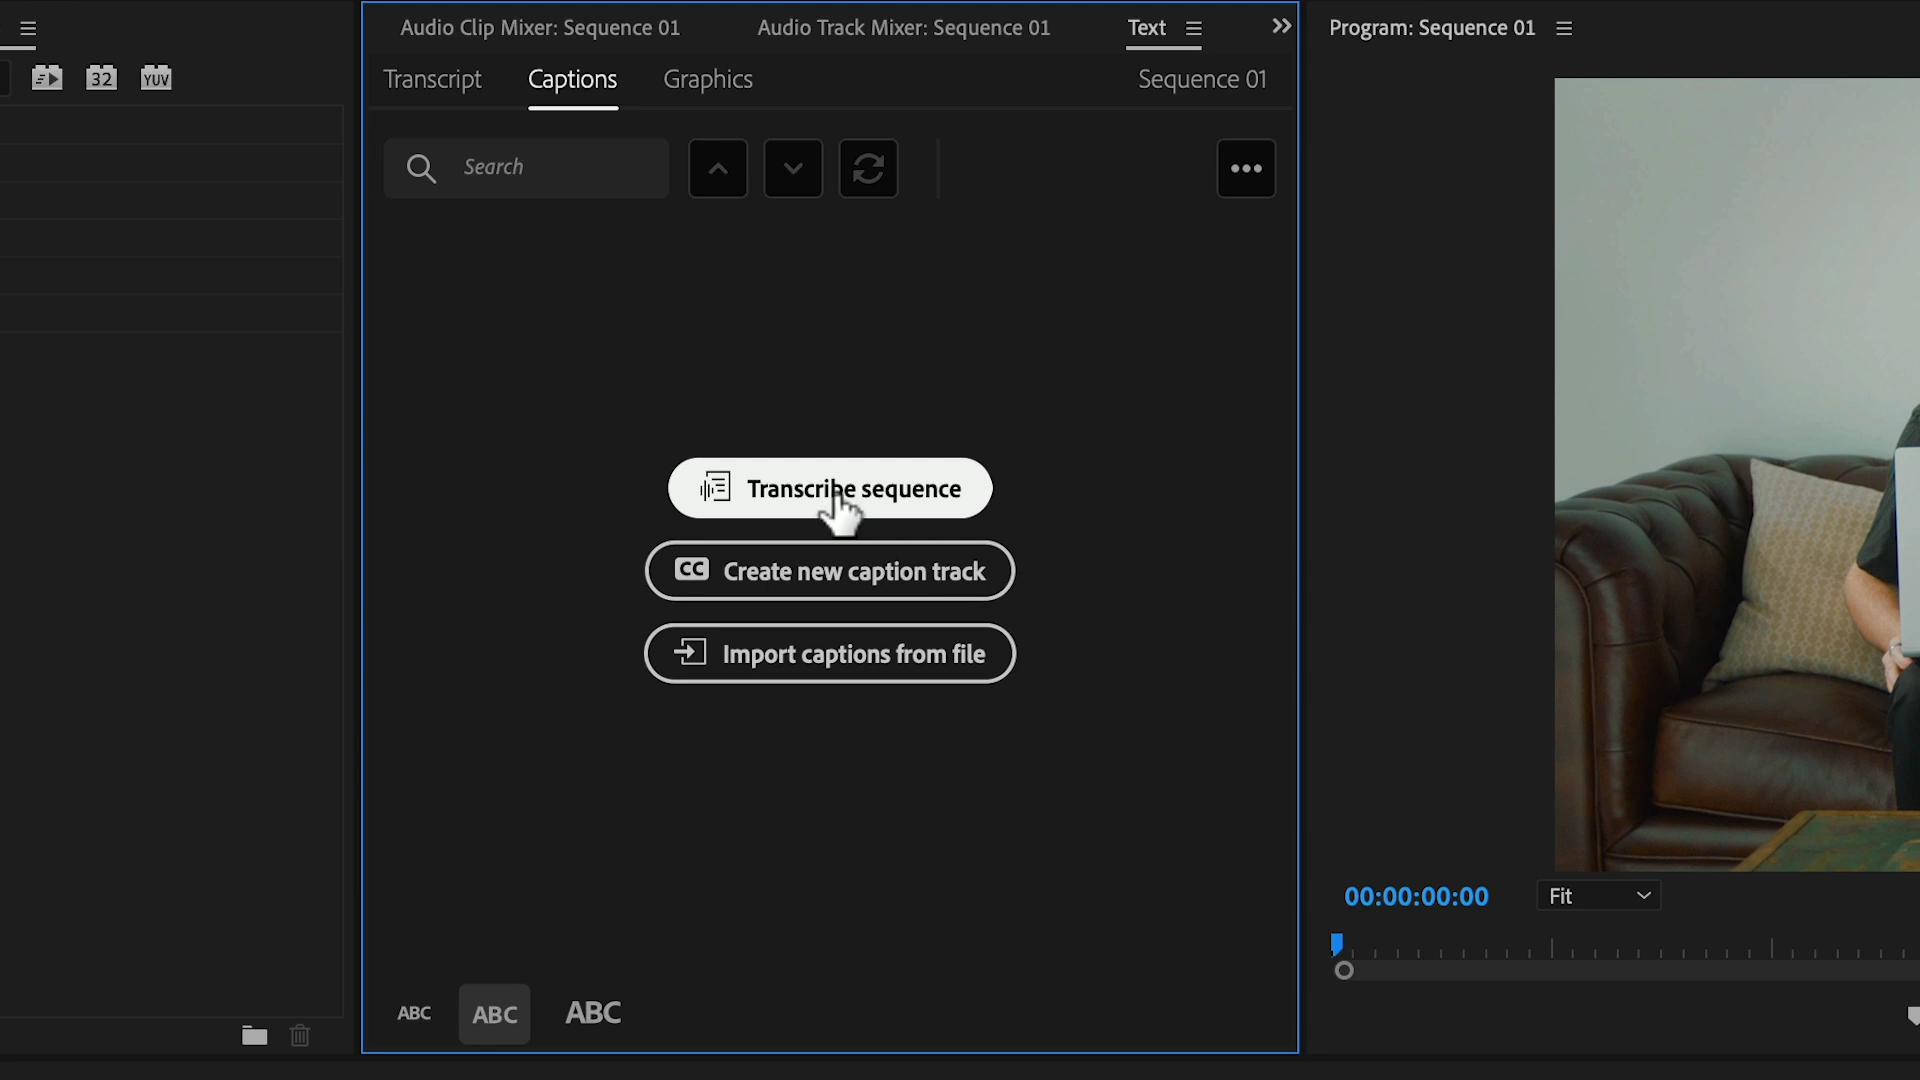 Audio Clip Mixer: Sequence 01
Audio Track Mixer: Sequence 01
Text
Program: Sequence 01
32
YUV
Transcript
Captions
Graphics
Sequence 01
Search
Transcribe sequence
CC Create new caption track
Import captions from file
00:00:00:00
Fit
ABC
ABC
ABC